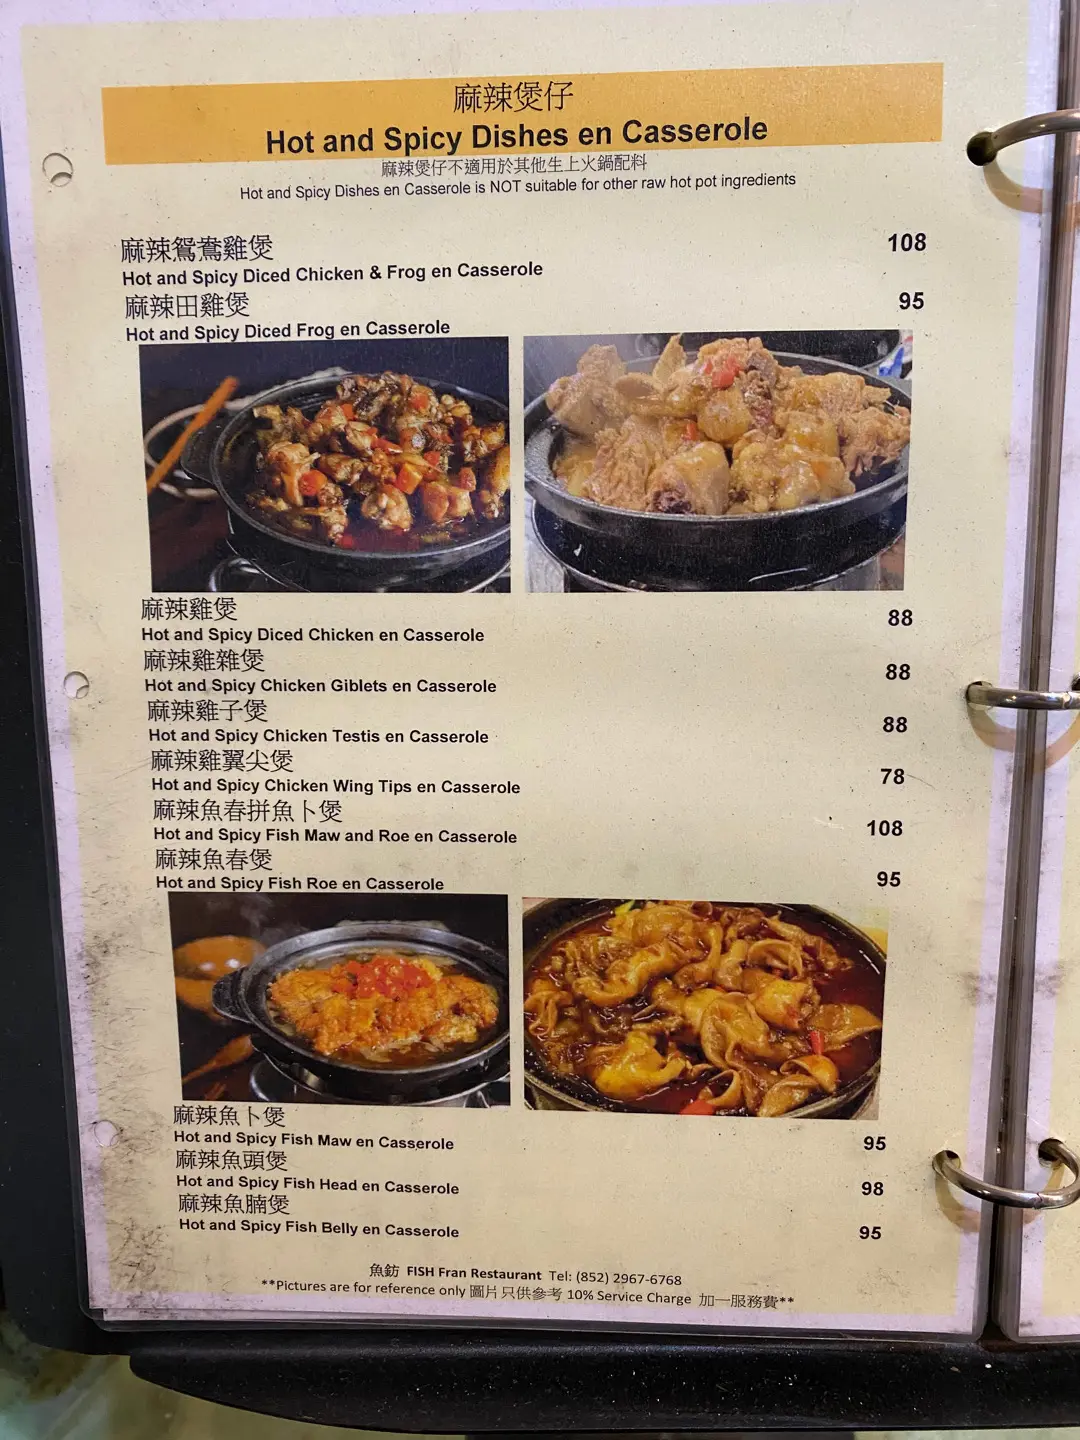 麻辣煲仔
Hot and Spicy Dishes en Casserole
麻辣煲仔不適用於其他生上火鍋配料
Hot and Spicy Dishes en Casserole is NOT suitable for other raw hot pot ingredients
麻辣鴛鴦雞煲 108
Hot and Spicy Diced Chicken & Frog en Casserole
麻辣田雞煲 95
Hot and Spicy Diced Frog en Casserole
麻辣雞煲 88
Hot and Spicy Diced Chicken en Casserole
麻辣雞雜煲 88
Hot and Spicy Chicken Giblets en Casserole
麻辣雞子煲 88
Hot and Spicy Chicken Testis en Casserole
麻辣雞翼尖煲 78
Hot and Spicy Chicken Wing Tips en Casserole
麻辣魚春拼魚卜煲 108
Hot and Spicy Fish Maw and Roe en Casserole
麻辣魚春煲 95
Hot and Spicy Fish Roe en Casserole
麻辣魚卜煲 95
Hot and Spicy Fish Maw en Casserole
麻辣魚頭煲 98
Hot and Spicy Fish Head en Casserole
麻辣魚腩煲 95
Hot and Spicy Fish Belly en Casserole
魚舫 FISH Fran Restaurant Tel: (852) 2967-6768
**Pictures are for reference only 圖片只供參考 10% Service Charge 加一服務費**